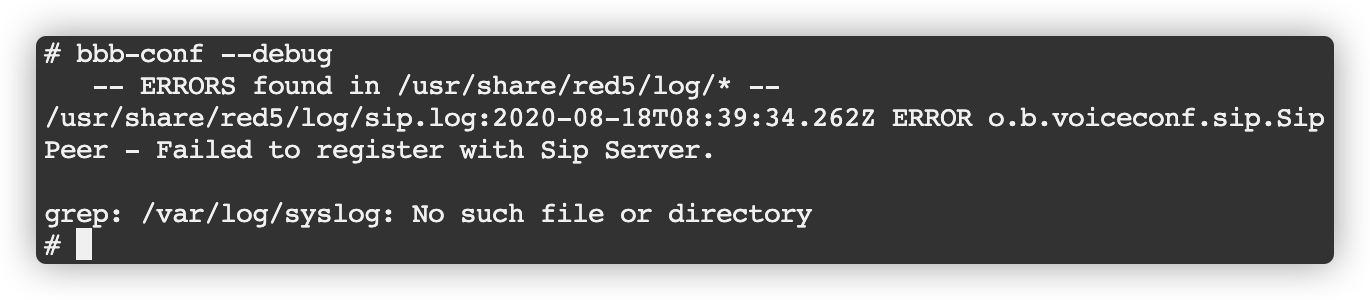 # bbb-conf --debug
   -- ERRORS found in /usr/share/red5/log/* --
/usr/share/red5/log/sip.log:2020-08-18T08:39:34.262Z ERROR o.b.voiceconf.sip.Sip
Peer - Failed to register with Sip Server.

grep: /var/log/syslog: No such file or directory
#